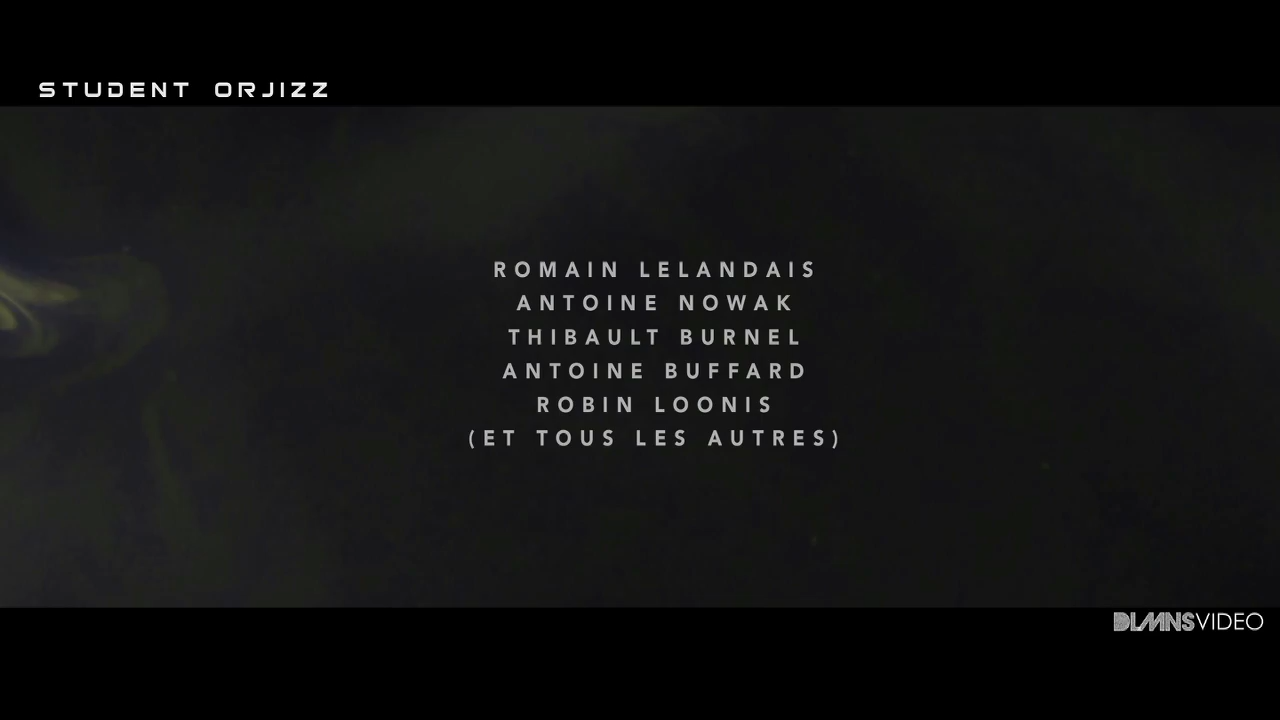 STUDENT ORJIZZ
ROMAIN LELANDAIS
ANTOINE NOWAK
THIBAULT BURNEL
ANTOINE BUFFARD
ROBIN LOONIS
(ET TOUS LES AUTRES)
DLMNSVIDEO